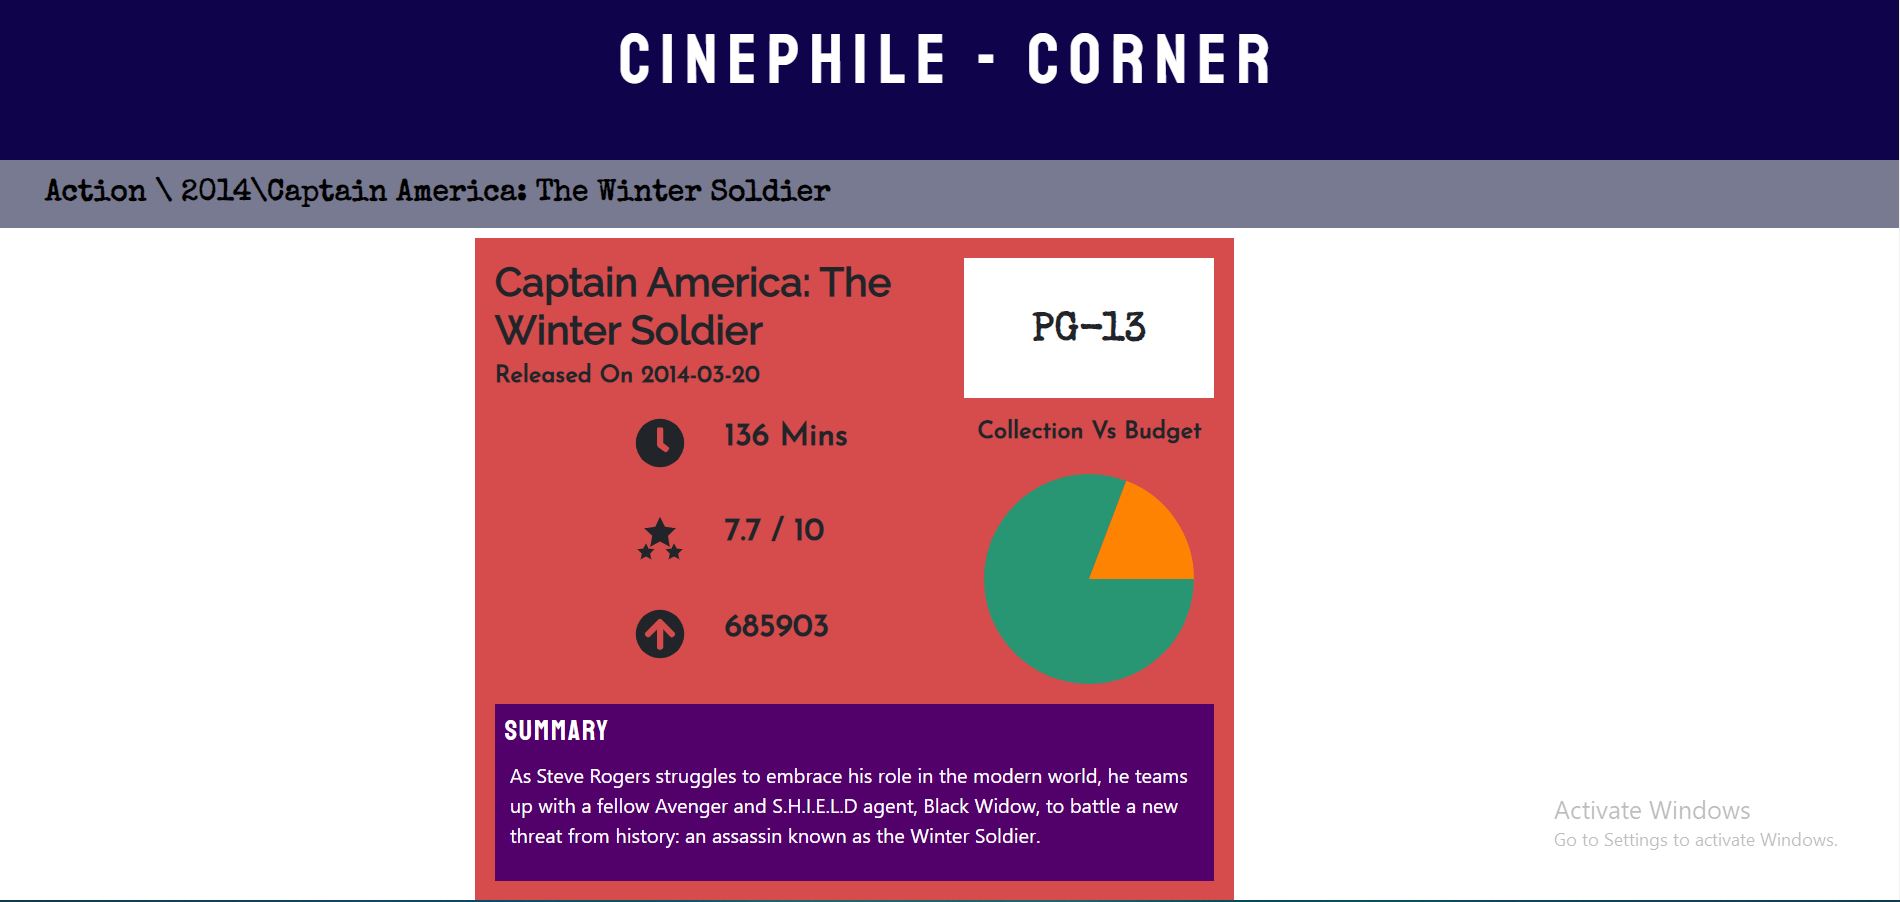 CINEPHILE - CORNER
Action \ 2014\Captain America: The Winter Soldier
Captain America: The
Winter Soldier
Released On 2014-03-20
PG-13
136 Mins
Collection Vs Budget
7.7 / 10
685903
SUMMARY
As Steve Rogers struggles to embrace his role in the modern world, he teams
up with a fellow Avenger and S.H.I.E.L.D agent, Black Widow, to battle a new
threat from history: an assassin known as the Winter Soldier.
Activate Windows
Go to Settings to activate Windows.